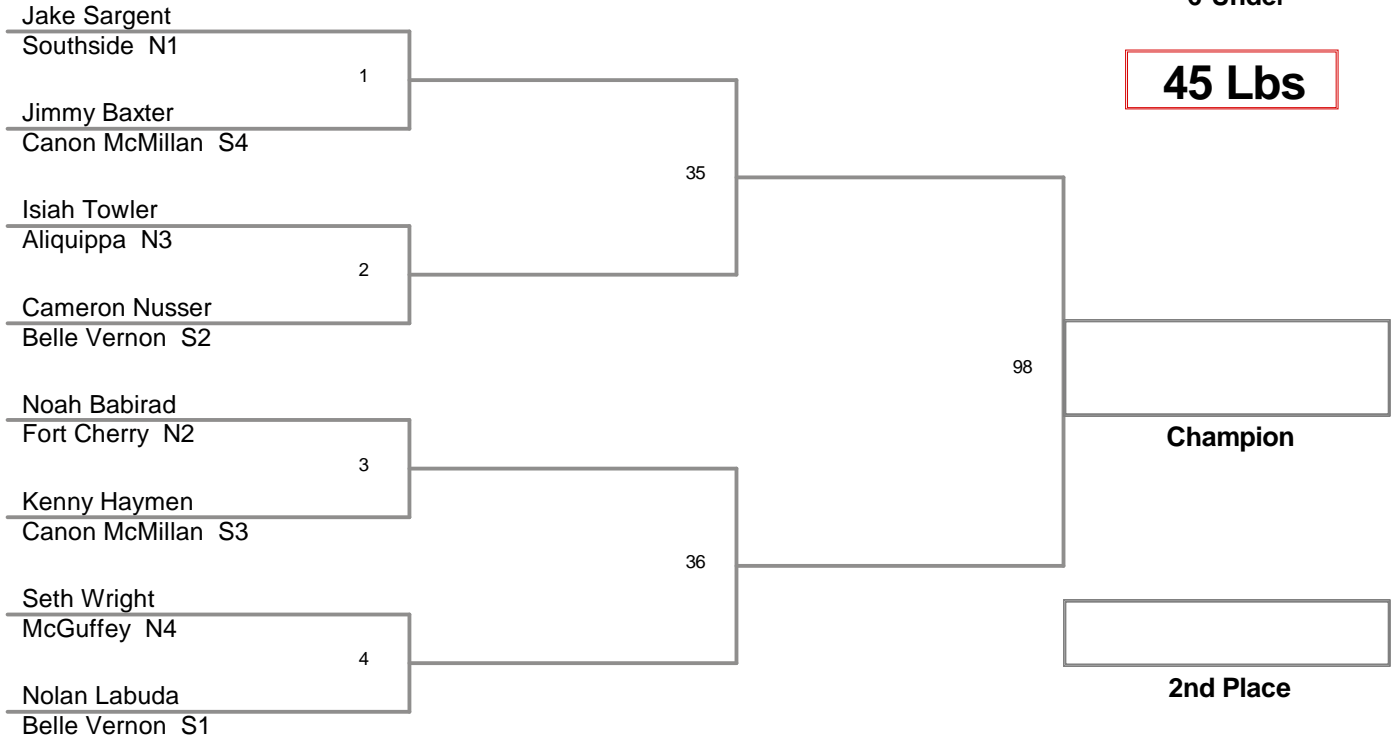 6 Under
Jake Sargent
Southside N1
1
45 Lbs
Jimmy Baxter
Canon McMillan S4
35
Isiah Towler
Aliquippa N3
2
Cameron Nusser
Belle Vernon S2
98
Noah Babirad
Fort Cherry N2
Champion
3
Kenny Haymen
Canon McMillan S3
36
Seth Wright
McGuffey N4
4
2nd Place
Nolan Labuda
Belle Vernon S1